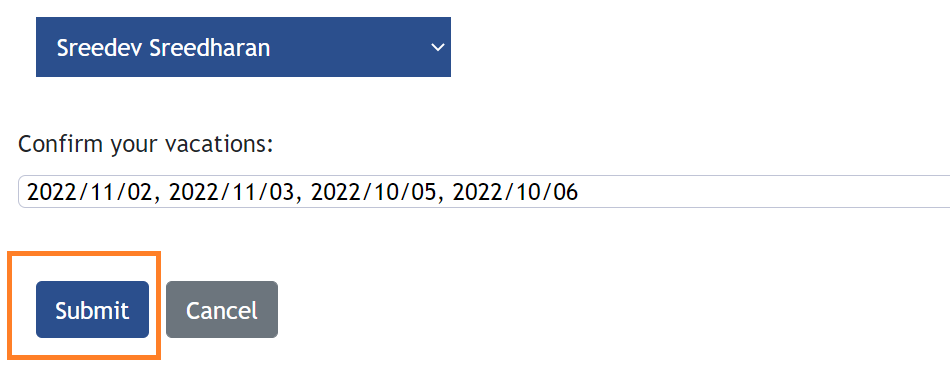 Sreedev Sreedharan
Confirm your vacations:
2022/11/02, 2022/11/03, 2022/10/05, 2022/10/06
Submit Cancel